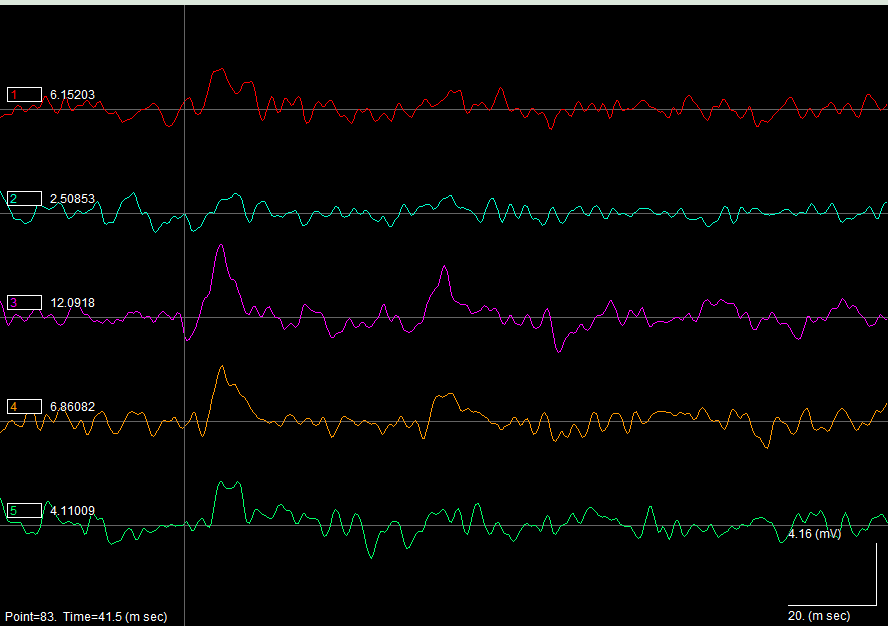 1 6.15203
2 2.50853
3 12.0918
4 6.86082
5 4.11009
4.16 (mV)
Point=83. Time=41.5 (m sec)
20. (m sec)